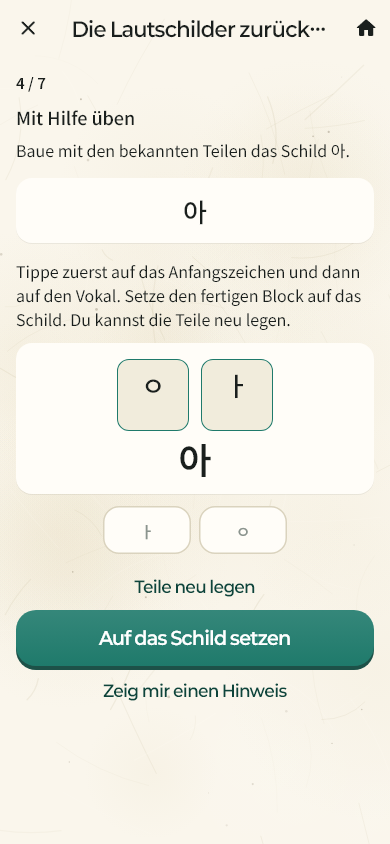 Die Lautschilder zurück···
4 / 7
Mit Hilfe üben
Baue mit den bekannten Teilen das Schild 아.
아
Tippe zuerst auf das Anfangszeichen und dann
auf den Vokal. Setze den fertigen Block auf das
Schild. Du kannst die Teile neu legen.
ㅇ ㅏ
아
ㅏ ㅇ
Teile neu legen
Auf das Schild setzen
Zeig mir einen Hinweis